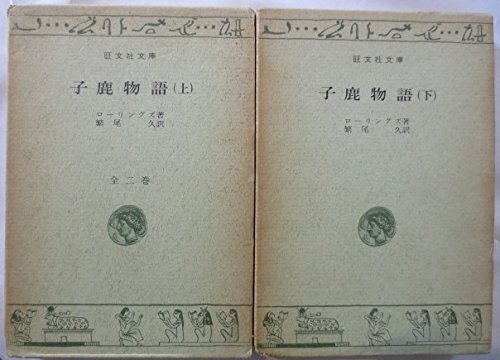 旺文社文庫
子鹿物語(上)
ローリングズ著
繁尾 久訳
全二巻
旺文社文庫
子鹿物語(下)
ローリングズ著
繁尾 久訳